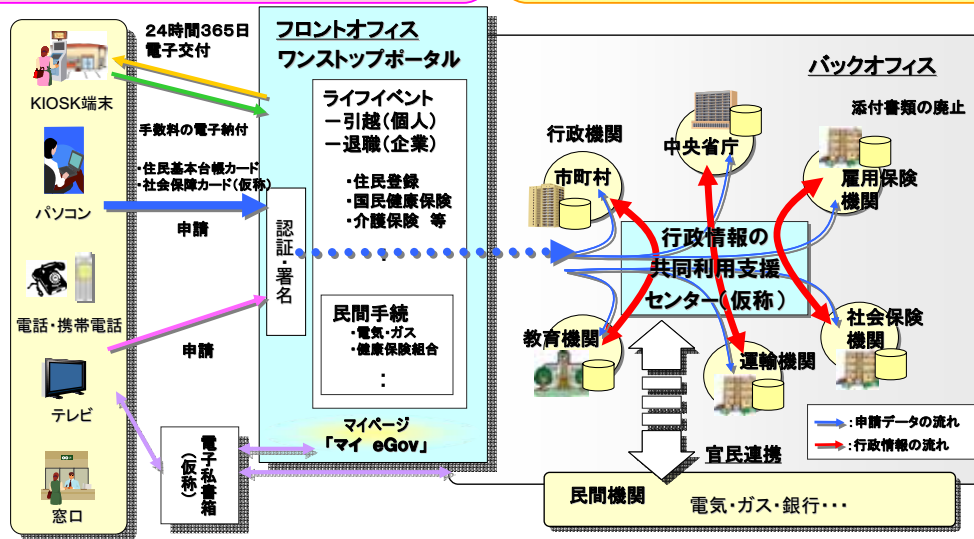 KIOSK端末
パソコン
電話・携帯電話
テレビ
窓口
24時間365日
電子交付
手数料の電子納付
・住民基本台帳カード
・社会保障カード(仮称)
申請
申請
電子私書箱
(仮称)
フロントオフィス
ワンストップポータル
ライフイベント
－引越(個人)
－退職(企業)
・住民登録
・国民健康保険
・介護保険 等
・
認証・署名
民間手続
・電気・ガス
・健康保険組合
：
マイページ
「マイ eGov」
バックオフィス
添付書類の廃止
行政機関
市町村
中央省庁
雇用保険
機関
行政情報の
共同利用支援
センター(仮称)
教育機関
運輸機関
社会保険
機関
:申請データの流れ
:行政情報の流れ
官民連携
民間機関
電気・ガス・銀行・・・